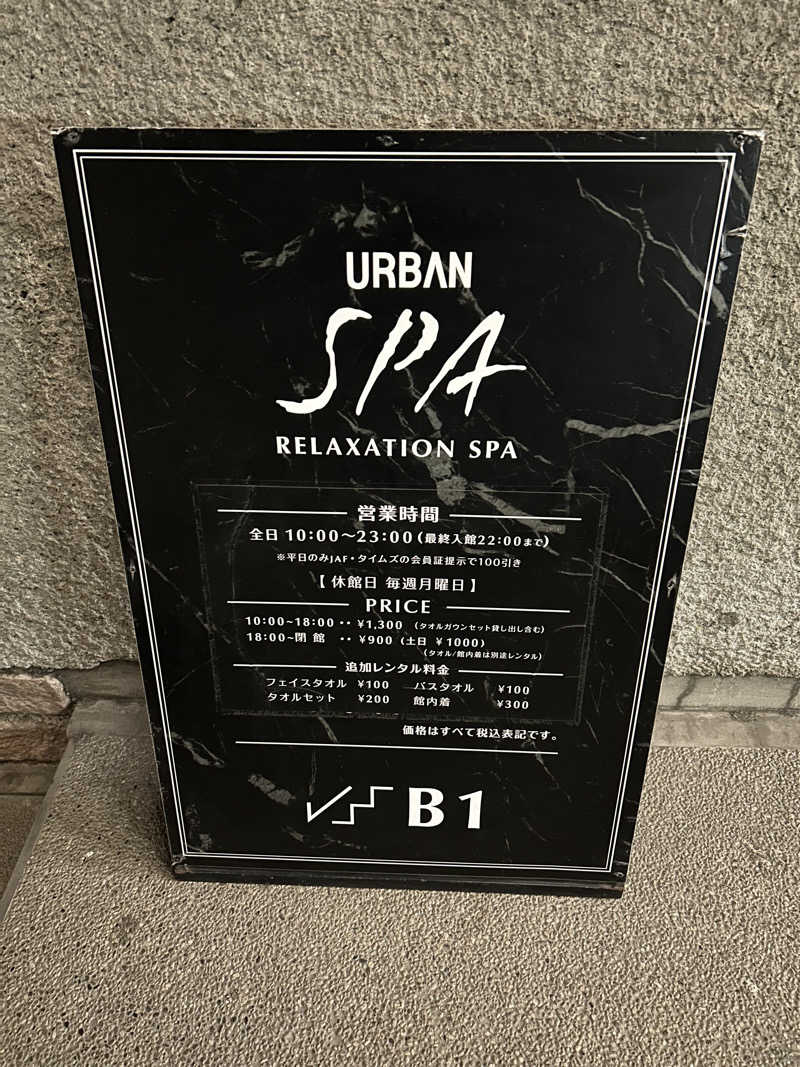 URBAN
SPA
RELAXATION SPA
営業時間
全日 10:00〜23:00(最終入館22:00まで)
※平日のみJAF・タイムズの会員証提示で100引き
【休館日 毎週月曜日】
PRICE
10:00~18:00 ・・ ¥1,300 (タオルガウンセット貸し出し含む)
18:00~閉館 ・・ ¥900 (土日 ¥1000)
(タオル/館内着は別途レンタル)
追加レンタル料金
フェイスタオル ¥100 バスタオル ¥100
タオルセット ¥200 館内着 ¥300
価格はすべて税込表記です。
B1